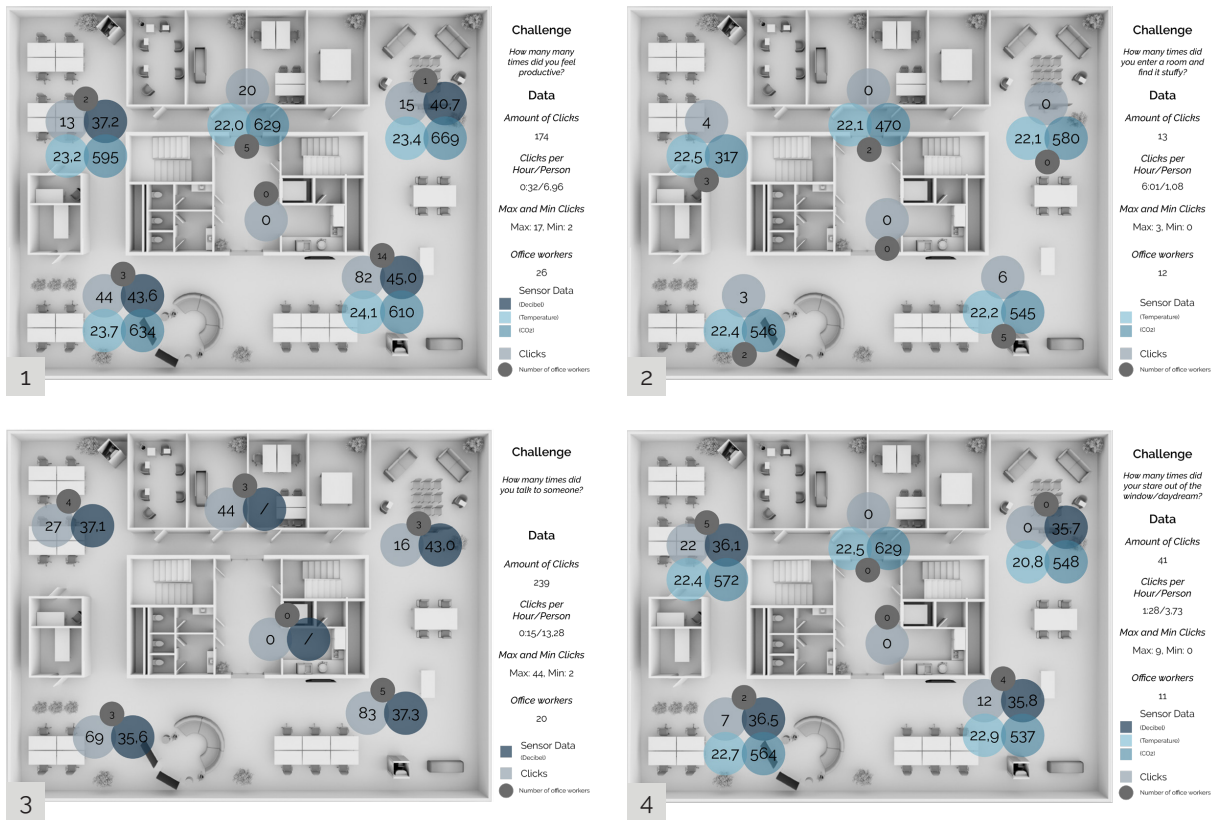 Challenge
How many many
times did you feel
productive?
Data
Amount of Clicks
174
Clicks per
Hour/Person
0:32/6,96
Max and Min Clicks
Max: 17, Min: 2
Office workers
26
Sensor Data
(Decibel)
(Temperature)
(CO2)
Clicks
Number of office workers
2
13 37,2
23,2 595
20
22,0 629
5
1
15 40,7
23,4 669
0
0
3
44 43,6
23,7 634
14
82 45,0
24,1 610
1
Challenge
How many times did
you enter a room and
find it stuffy?
Data
Amount of Clicks
13
Clicks per
Hour/Person
6:01/1,08
Max and Min Clicks
Max: 3, Min: 0
Office workers
12
Sensor Data
(Temperature)
(CO2)
Clicks
Number of office workers
4
22,5 317
3
0
22,1 470
2
0
22,1 580
0
0
0
3
22,4 546
2
6
22,2 545
5
2
Challenge
How many times did
you talk to someone?
Data
Amount of Clicks
239
Clicks per
Hour/Person
0:15/13,28
Max and Min Clicks
Max: 44, Min: 2
Office workers
20
Sensor Data
(Decibel)
Clicks
Number of office workers
4
27 37,1
3
44 /
3
16 43,0
0
0 /
3
69 35,6
5
83 37,3
3
Challenge
How many times did
your stare out of the
window/daydream?
Data
Amount of Clicks
41
Clicks per
Hour/Person
1:28/3,73
Max and Min Clicks
Max: 9, Min: 0
Office workers
11
Sensor Data
(Decibel)
(Temperature)
(CO2)
Clicks
Number of office workers
5
22 36,1
22,4 572
0
22,5 629
0
0
0 35,7
20,8 548
0
0
2
7 36,5
22,7 564
4
12 35,8
22,9 537
4